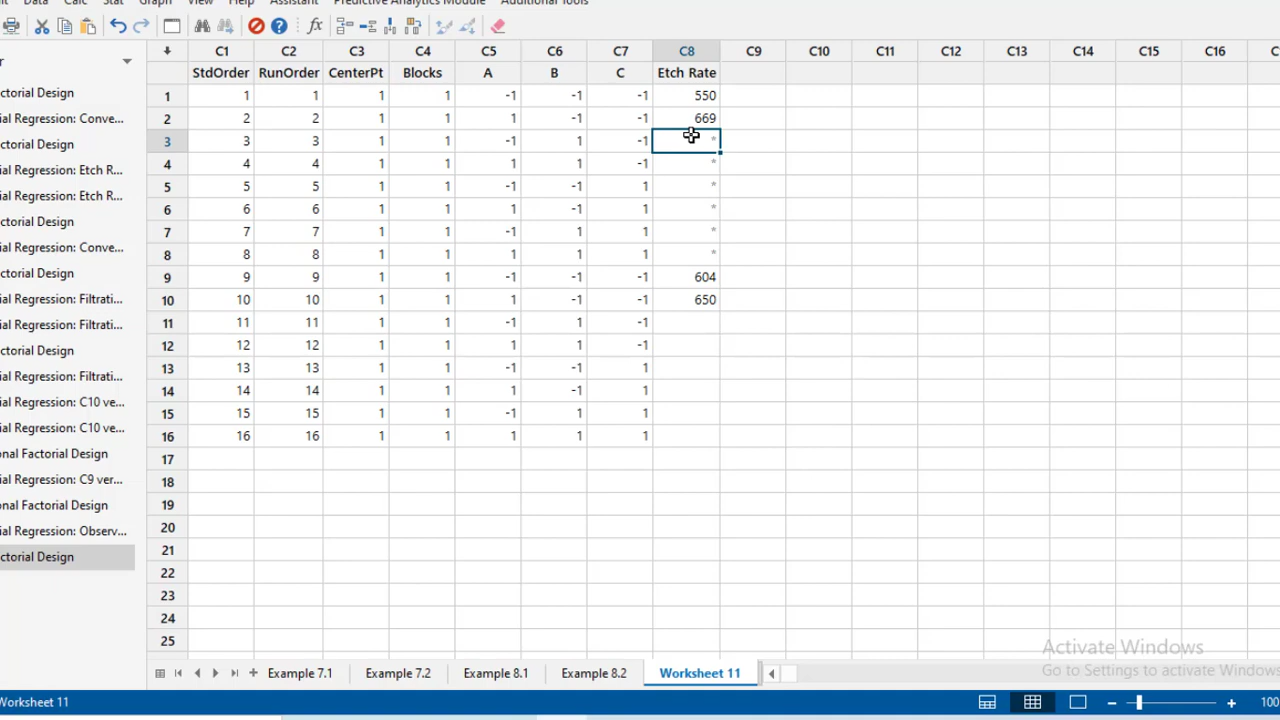 Data Calc Stat Graph View Help Assistant Predictive Analytics Module Additional Tools
C1 C2 C3 C4 C5 C6 C7 C8 C9 C10 C11 C12 C13 C14 C15 C16
StdOrder RunOrder CenterPt Blocks A B C Etch Rate
1 1 1 1 1 -1 -1 -1 550
2 2 2 1 1 1 -1 -1 669
3 3 3 1 1 -1 1 -1 *
4 4 4 1 1 1 1 -1 *
5 5 5 1 1 -1 -1 1 *
6 6 6 1 1 1 -1 1 *
7 7 7 1 1 -1 1 1 *
8 8 8 1 1 1 1 1 *
9 9 9 1 1 -1 -1 -1 604
10 10 10 1 1 1 -1 -1 650
11 11 11 1 1 -1 1 -1
12 12 12 1 1 1 1 -1
13 13 13 1 1 -1 -1 1
14 14 14 1 1 1 -1 1
15 15 15 1 1 -1 1 1
16 16 16 1 1 1 1 1
17
18
19
20
21
22
23
24
25
ctorial Design
ial Regression: Conve...
ctorial Design
ial Regression: Etch R...
ial Regression: Etch R...
ctorial Design
ial Regression: Conve...
ctorial Design
ial Regression: Filtrati...
ial Regression: Filtrati...
ctorial Design
ial Regression: Filtrati...
ial Regression: C10 ve...
ial Regression: C10 ve...
onal Factorial Design
ial Regression: C9 ver...
onal Factorial Design
ial Regression: Observ...
ctorial Design
Activate Windows
Go to Settings to activate Windows
Example 7.1 Example 7.2 Example 8.1 Example 8.2 Worksheet 11
Worksheet 11
100